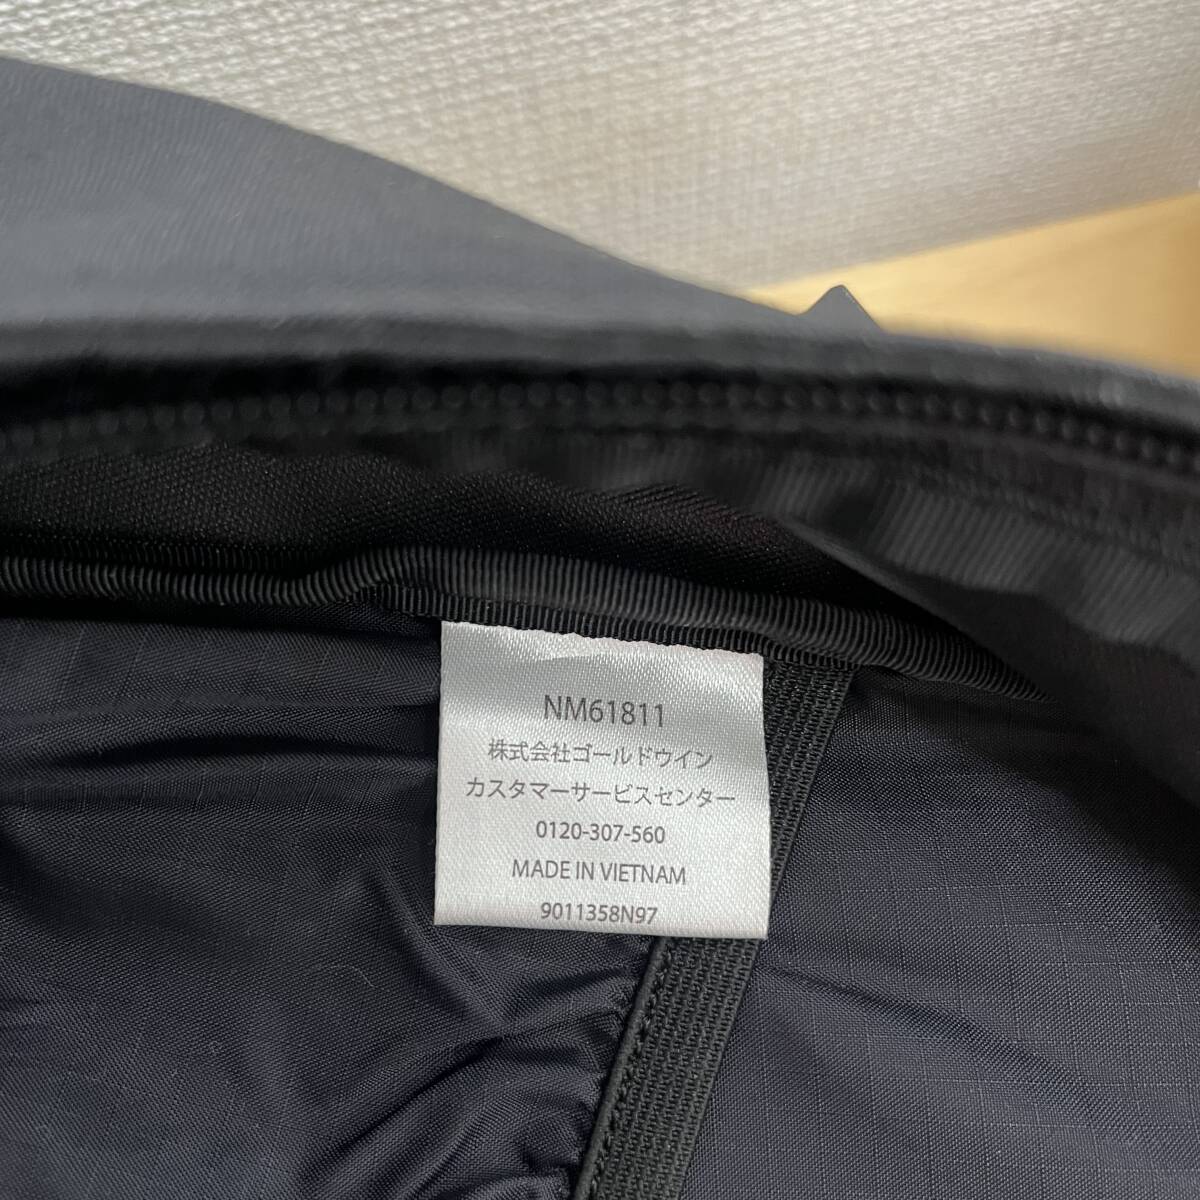 NM61811
株式会社ゴールドウイン
カスタマーサービスセンター
0120-307-560
MADE IN VIETNAM
9011358N97